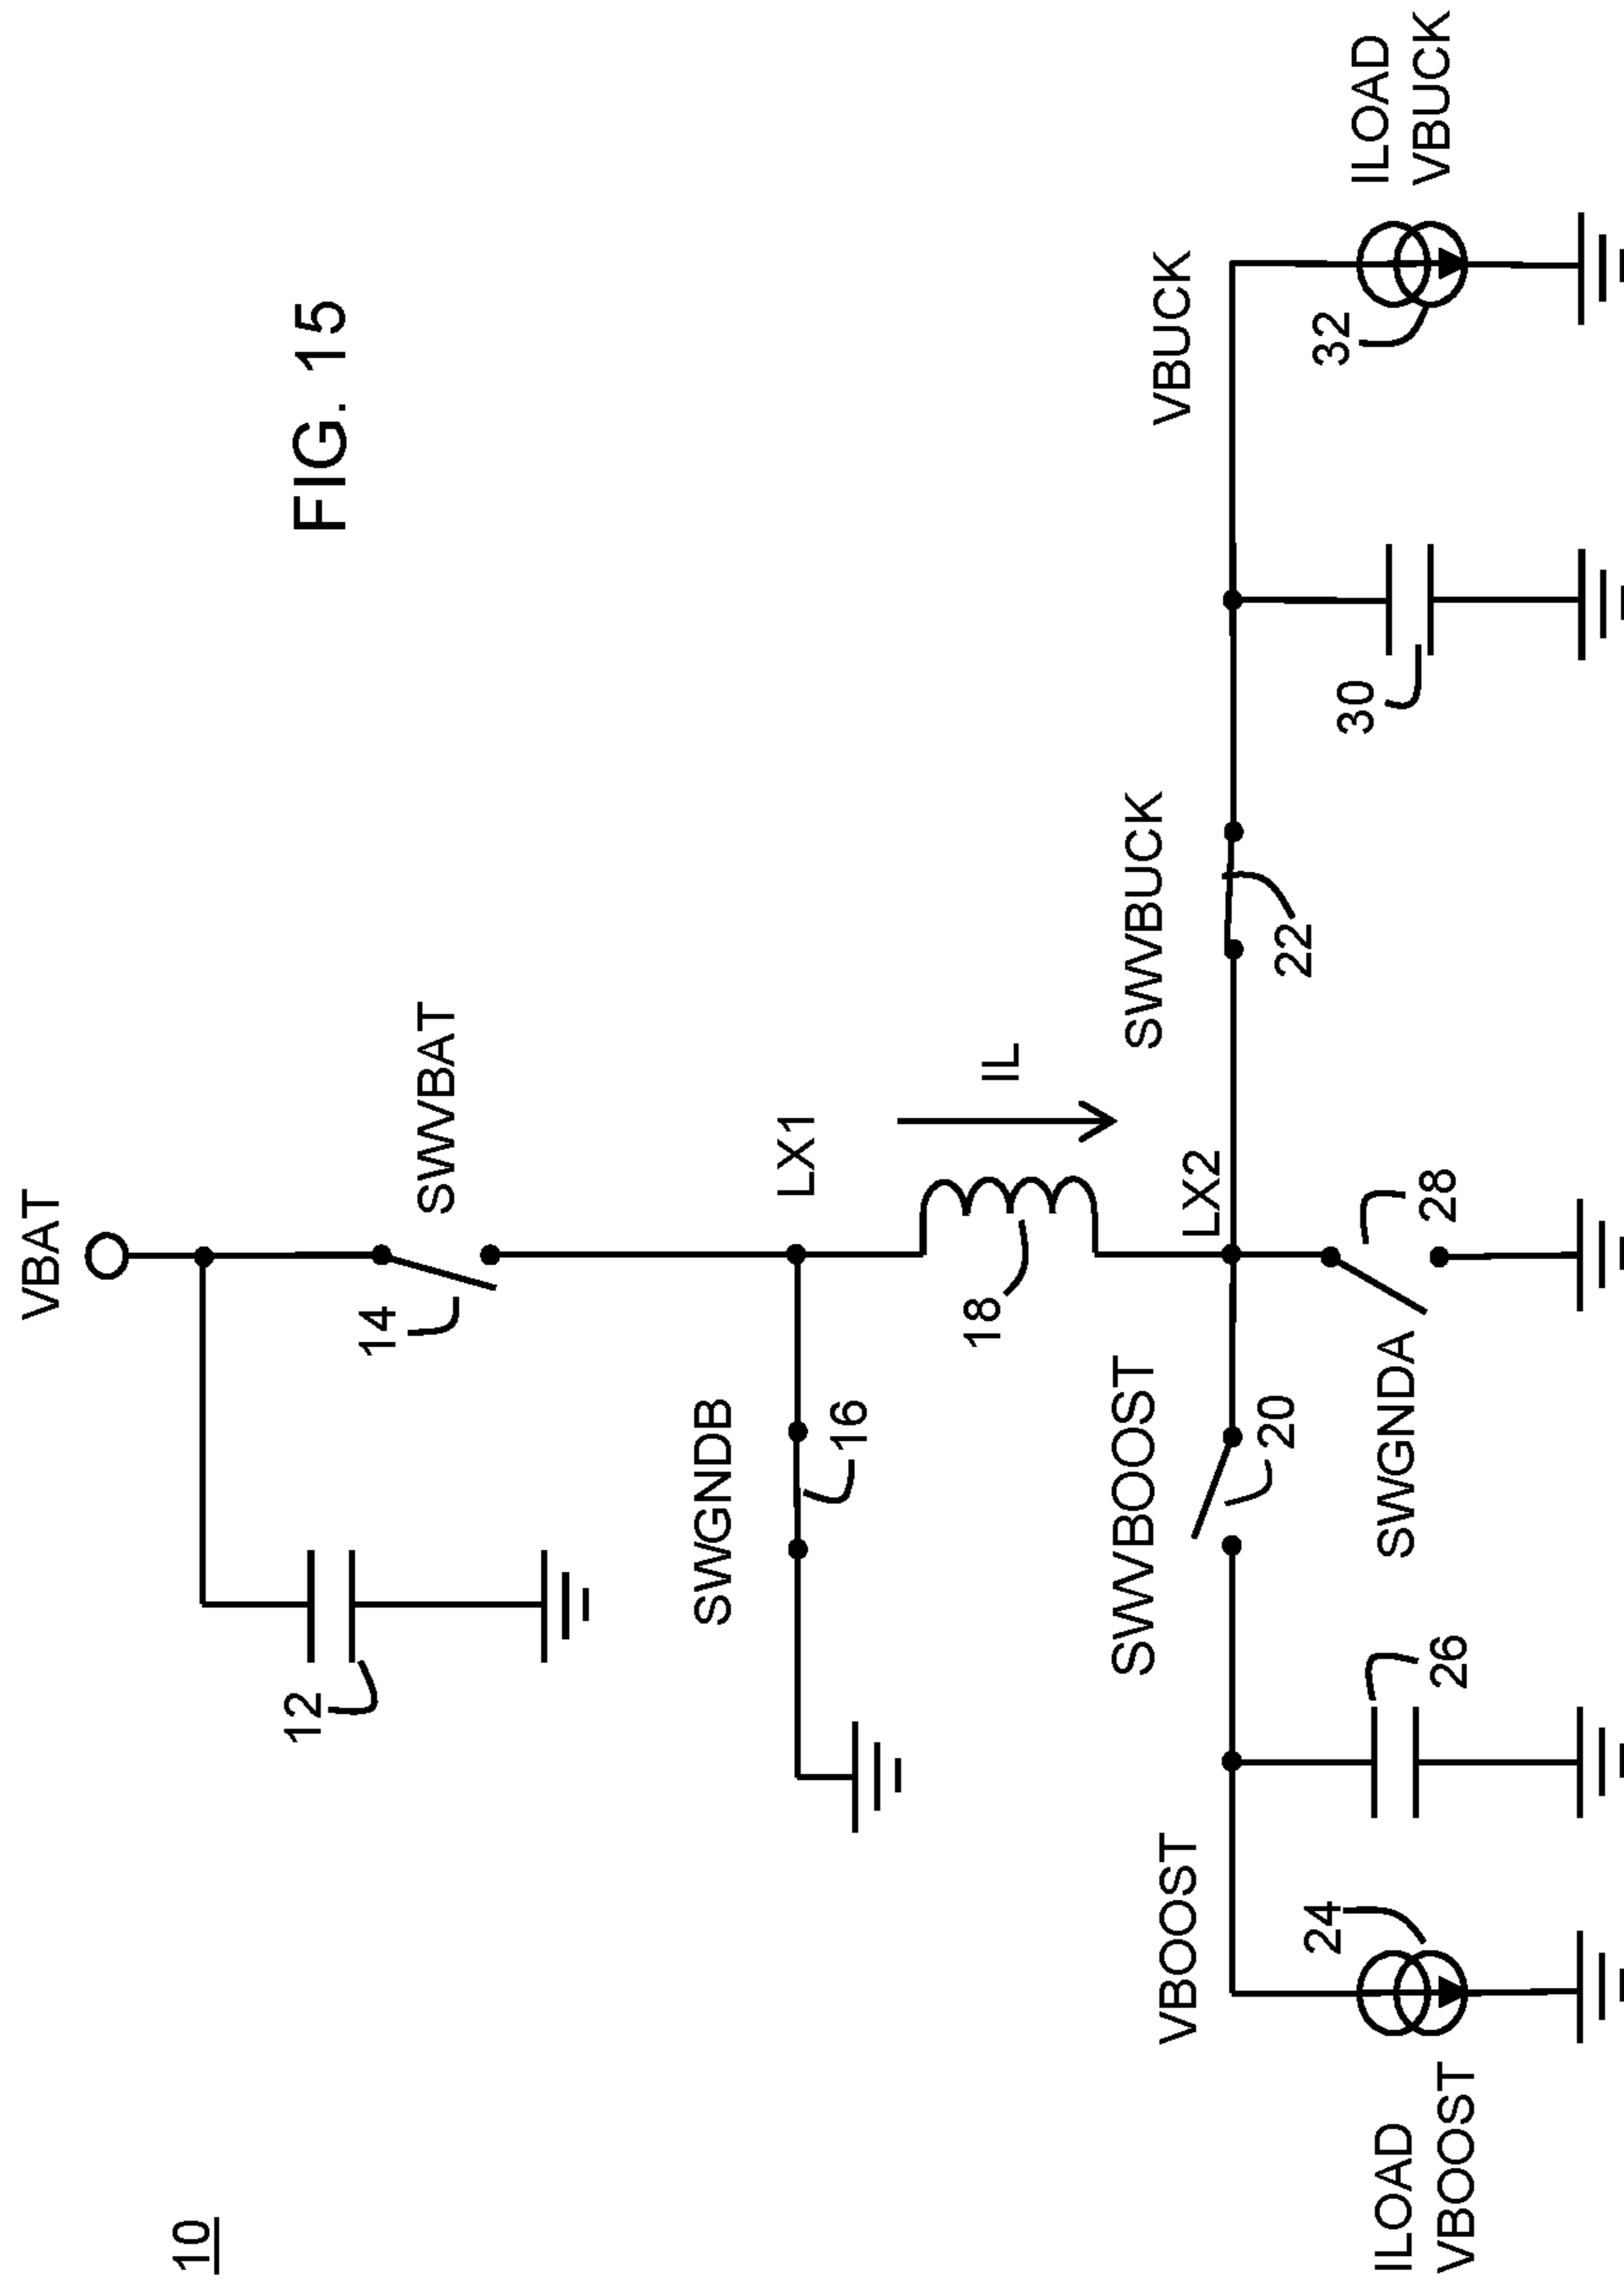 10
FIG. 15
VBAT
12
14
SWVBAT
SWGNDB
16
LX1
18
IL
VBOOST
SWVBOOST
20
LX2
SWVBUCK
22
VBUCK
ILOAD
VBOOST
24
26
SWGNDA
28
30
32
ILOAD
VBUCK